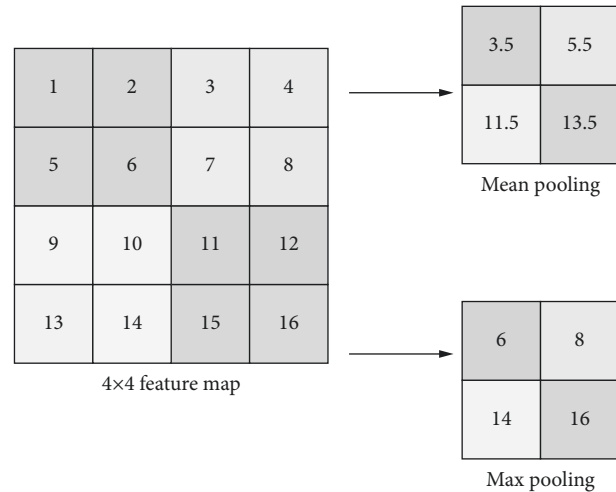 1 2 3 4
5 6 7 8
9 10 11 12
13 14 15 16
4×4 feature map
3.5 5.5
11.5 13.5
Mean pooling
6 8
14 16
Max pooling